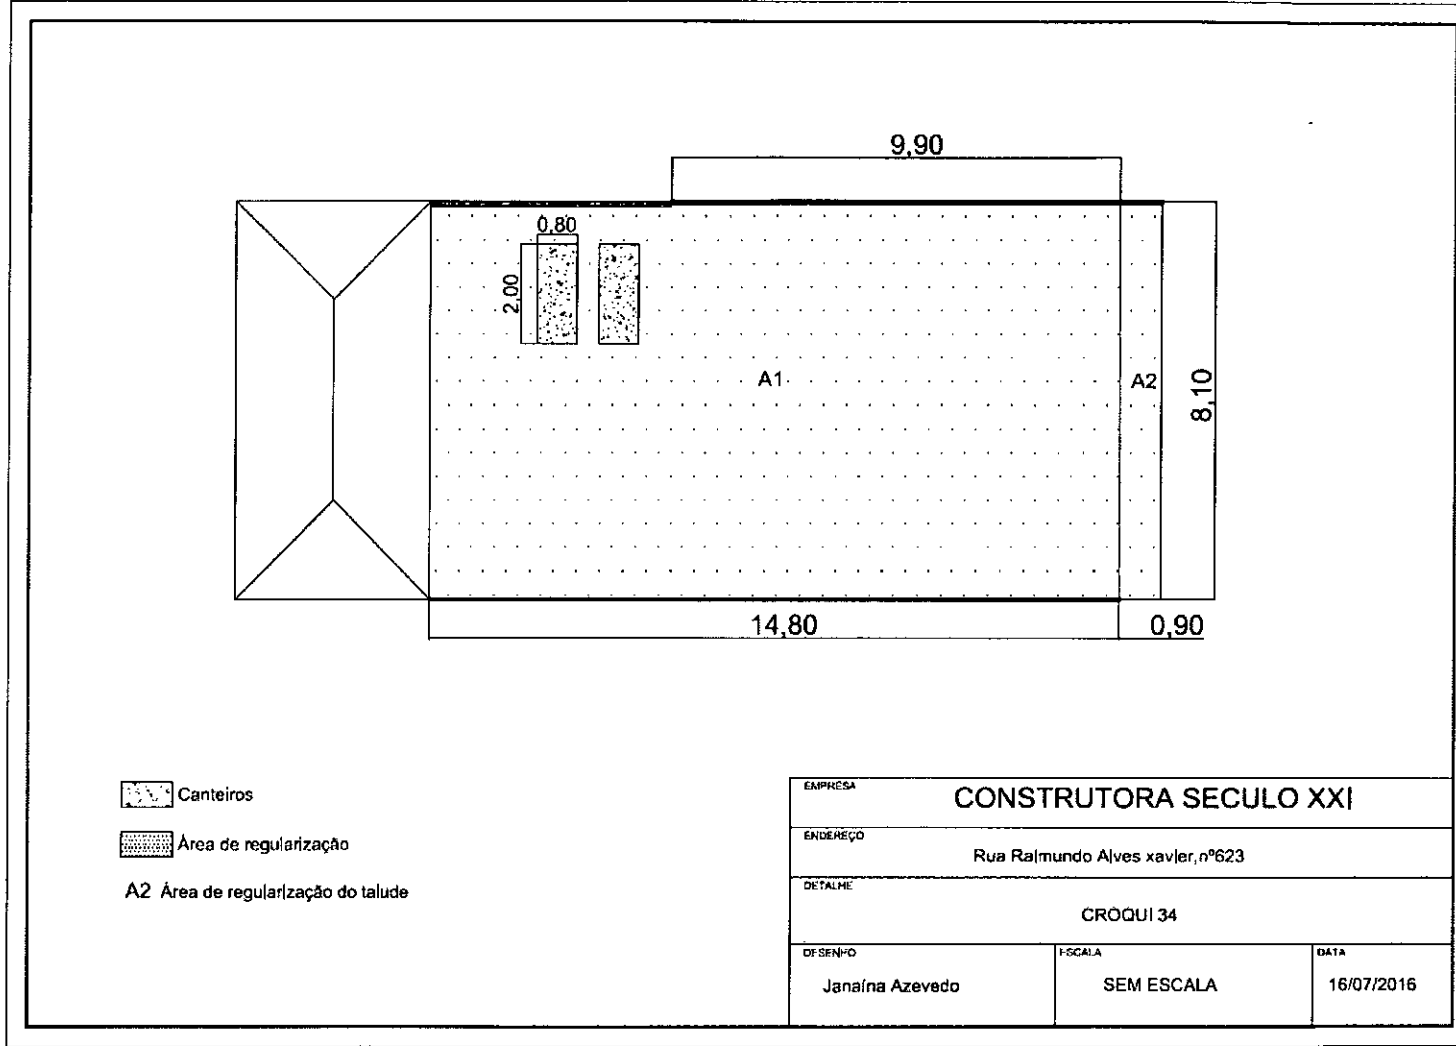 9,90
0,80
2,00
A1
A2
8,10
14,80
0,90
Canteiros
Área de regularização
A2 Área de regularização do talude
EMPRESA
CONSTRUTORA SECULO XXI
ENDEREÇO
Rua Raimundo Alves xavier,nº623
DETALHE
CROQUI 34
DESENHO
Janaína Azevedo
ESCALA
SEM ESCALA
DATA
16/07/2016